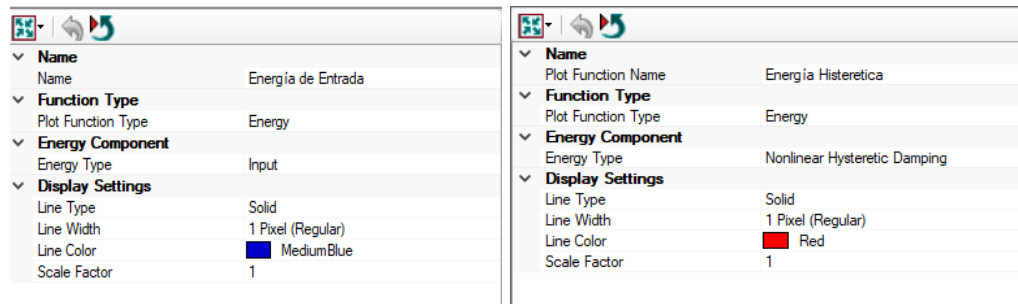 Name
Name Energía de Entrada
Function Type
Plot Function Type Energy
Energy Component
Energy Type Input
Display Settings
Line Type Solid
Line Width 1 Pixel (Regular)
Line Color MediumBlue
Scale Factor 1
Name
Plot Function Name Energía Histeretica
Function Type
Plot Function Type Energy
Energy Component
Energy Type Nonlinear Hysteretic Damping
Display Settings
Line Type Solid
Line Width 1 Pixel (Regular)
Line Color Red
Scale Factor 1